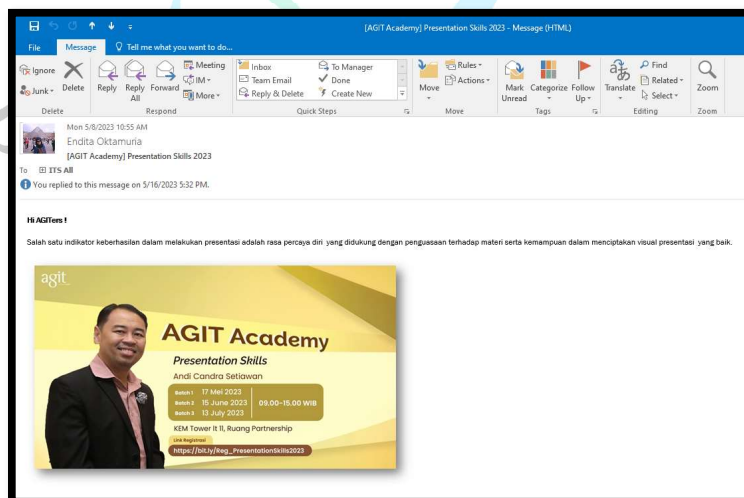 [AGIT Academy] Presentation Skills 2023 - Message (HTML)
File Message Tell me what you want to do...
Ignore
Junk
Delete
Reply
Reply All
Forward
Meeting
IM
More
Inbox
Team Email
Reply & Delete
To Manager
Done
Create New
Move
Rules
Actions
Mark Unread
Categorize
Follow Up
Translate
Find
Related
Select
Zoom
Delete Respond Quick Steps Move Tags Editing Zoom
Mon 5/8/2023 10:55 AM
Endita Oktamuria
[AGIT Academy] Presentation Skills 2023
To ITS All
You replied to this message on 5/16/2023 5:32 PM.
Hi AGITers !
Salah satu indikator keberhasilan dalam melakukan presentasi adalah rasa percaya diri yang didukung dengan penguasaan terhadap materi serta kemampuan dalam menciptakan visual presentasi yang baik.
agit
AGIT Academy
Presentation Skills
Andi Candra Setiawan
Batch 1 17 Mei 2023
Batch 2 15 June 2023
Batch 3 13 July 2023
09.00-15.00 WIB
KEM Tower lt 11, Ruang Partnership
Link Registrasi
https://bit.ly/Reg_PresentationSkills2023